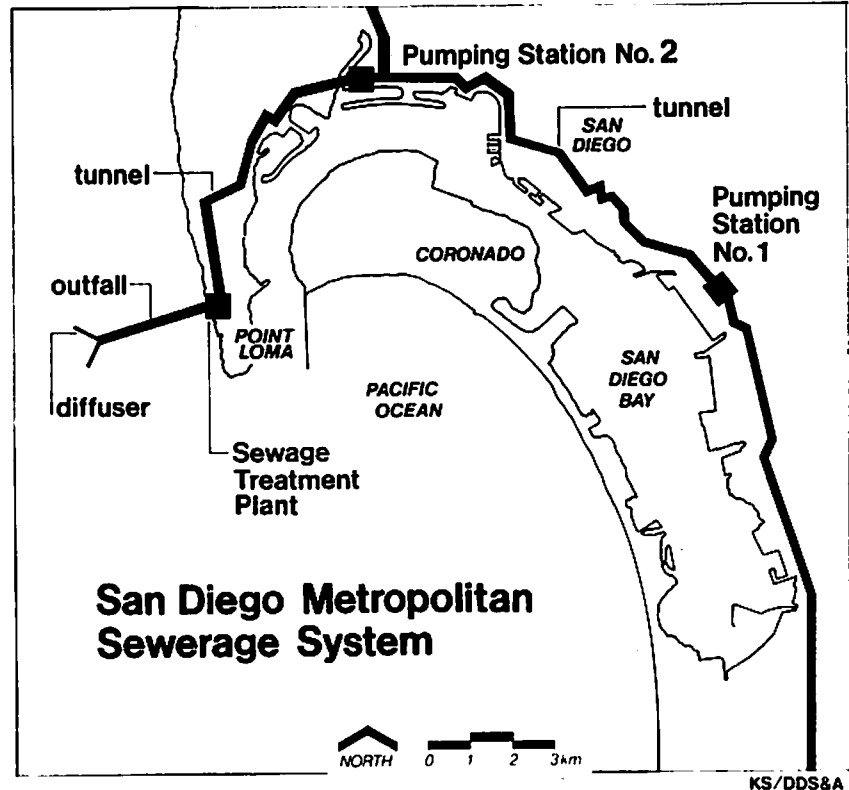 Pumping Station No. 2
tunnel
SAN
DIEGO
tunnel
Pumping
Station
No. 1
CORONADO
outfall
POINT
LOMA
SAN
DIEGO
BAY
PACIFIC
OCEAN
diffuser
Sewage
Treatment
Plant
San Diego Metropolitan
Sewerage System
NORTH
0 1 2 3km
KS/DDS&A